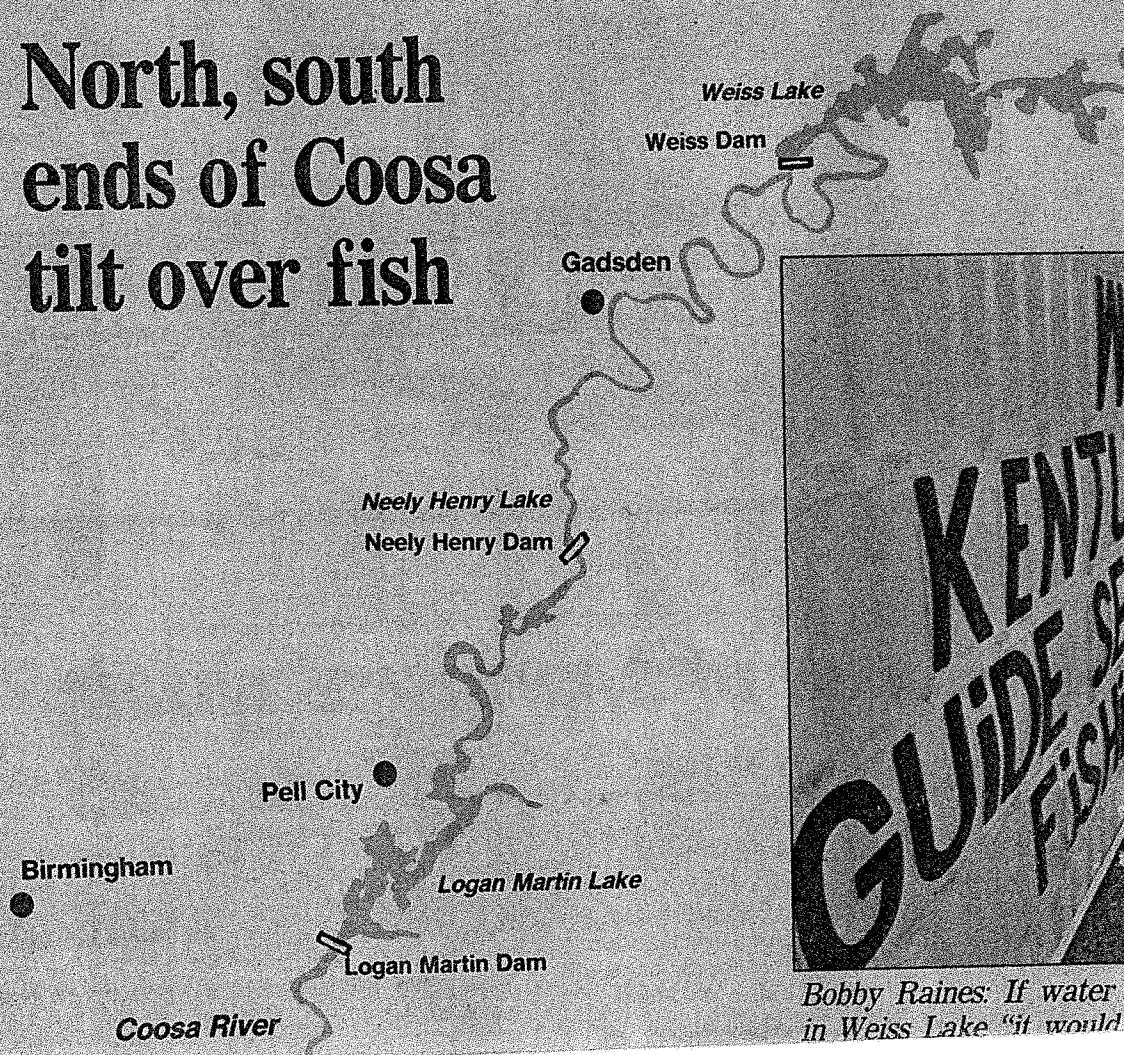 North, south
ends of Coosa
tilt over fish
Weiss Lake
Weiss Dam
Gadsden
Neely Henry Lake
Neely Henry Dam
Pell City
Birmingham
Logan Martin Lake
Logan Martin Dam
Coosa River
GUiDE
Bobby Raines: If water
in Weiss Lake “it would